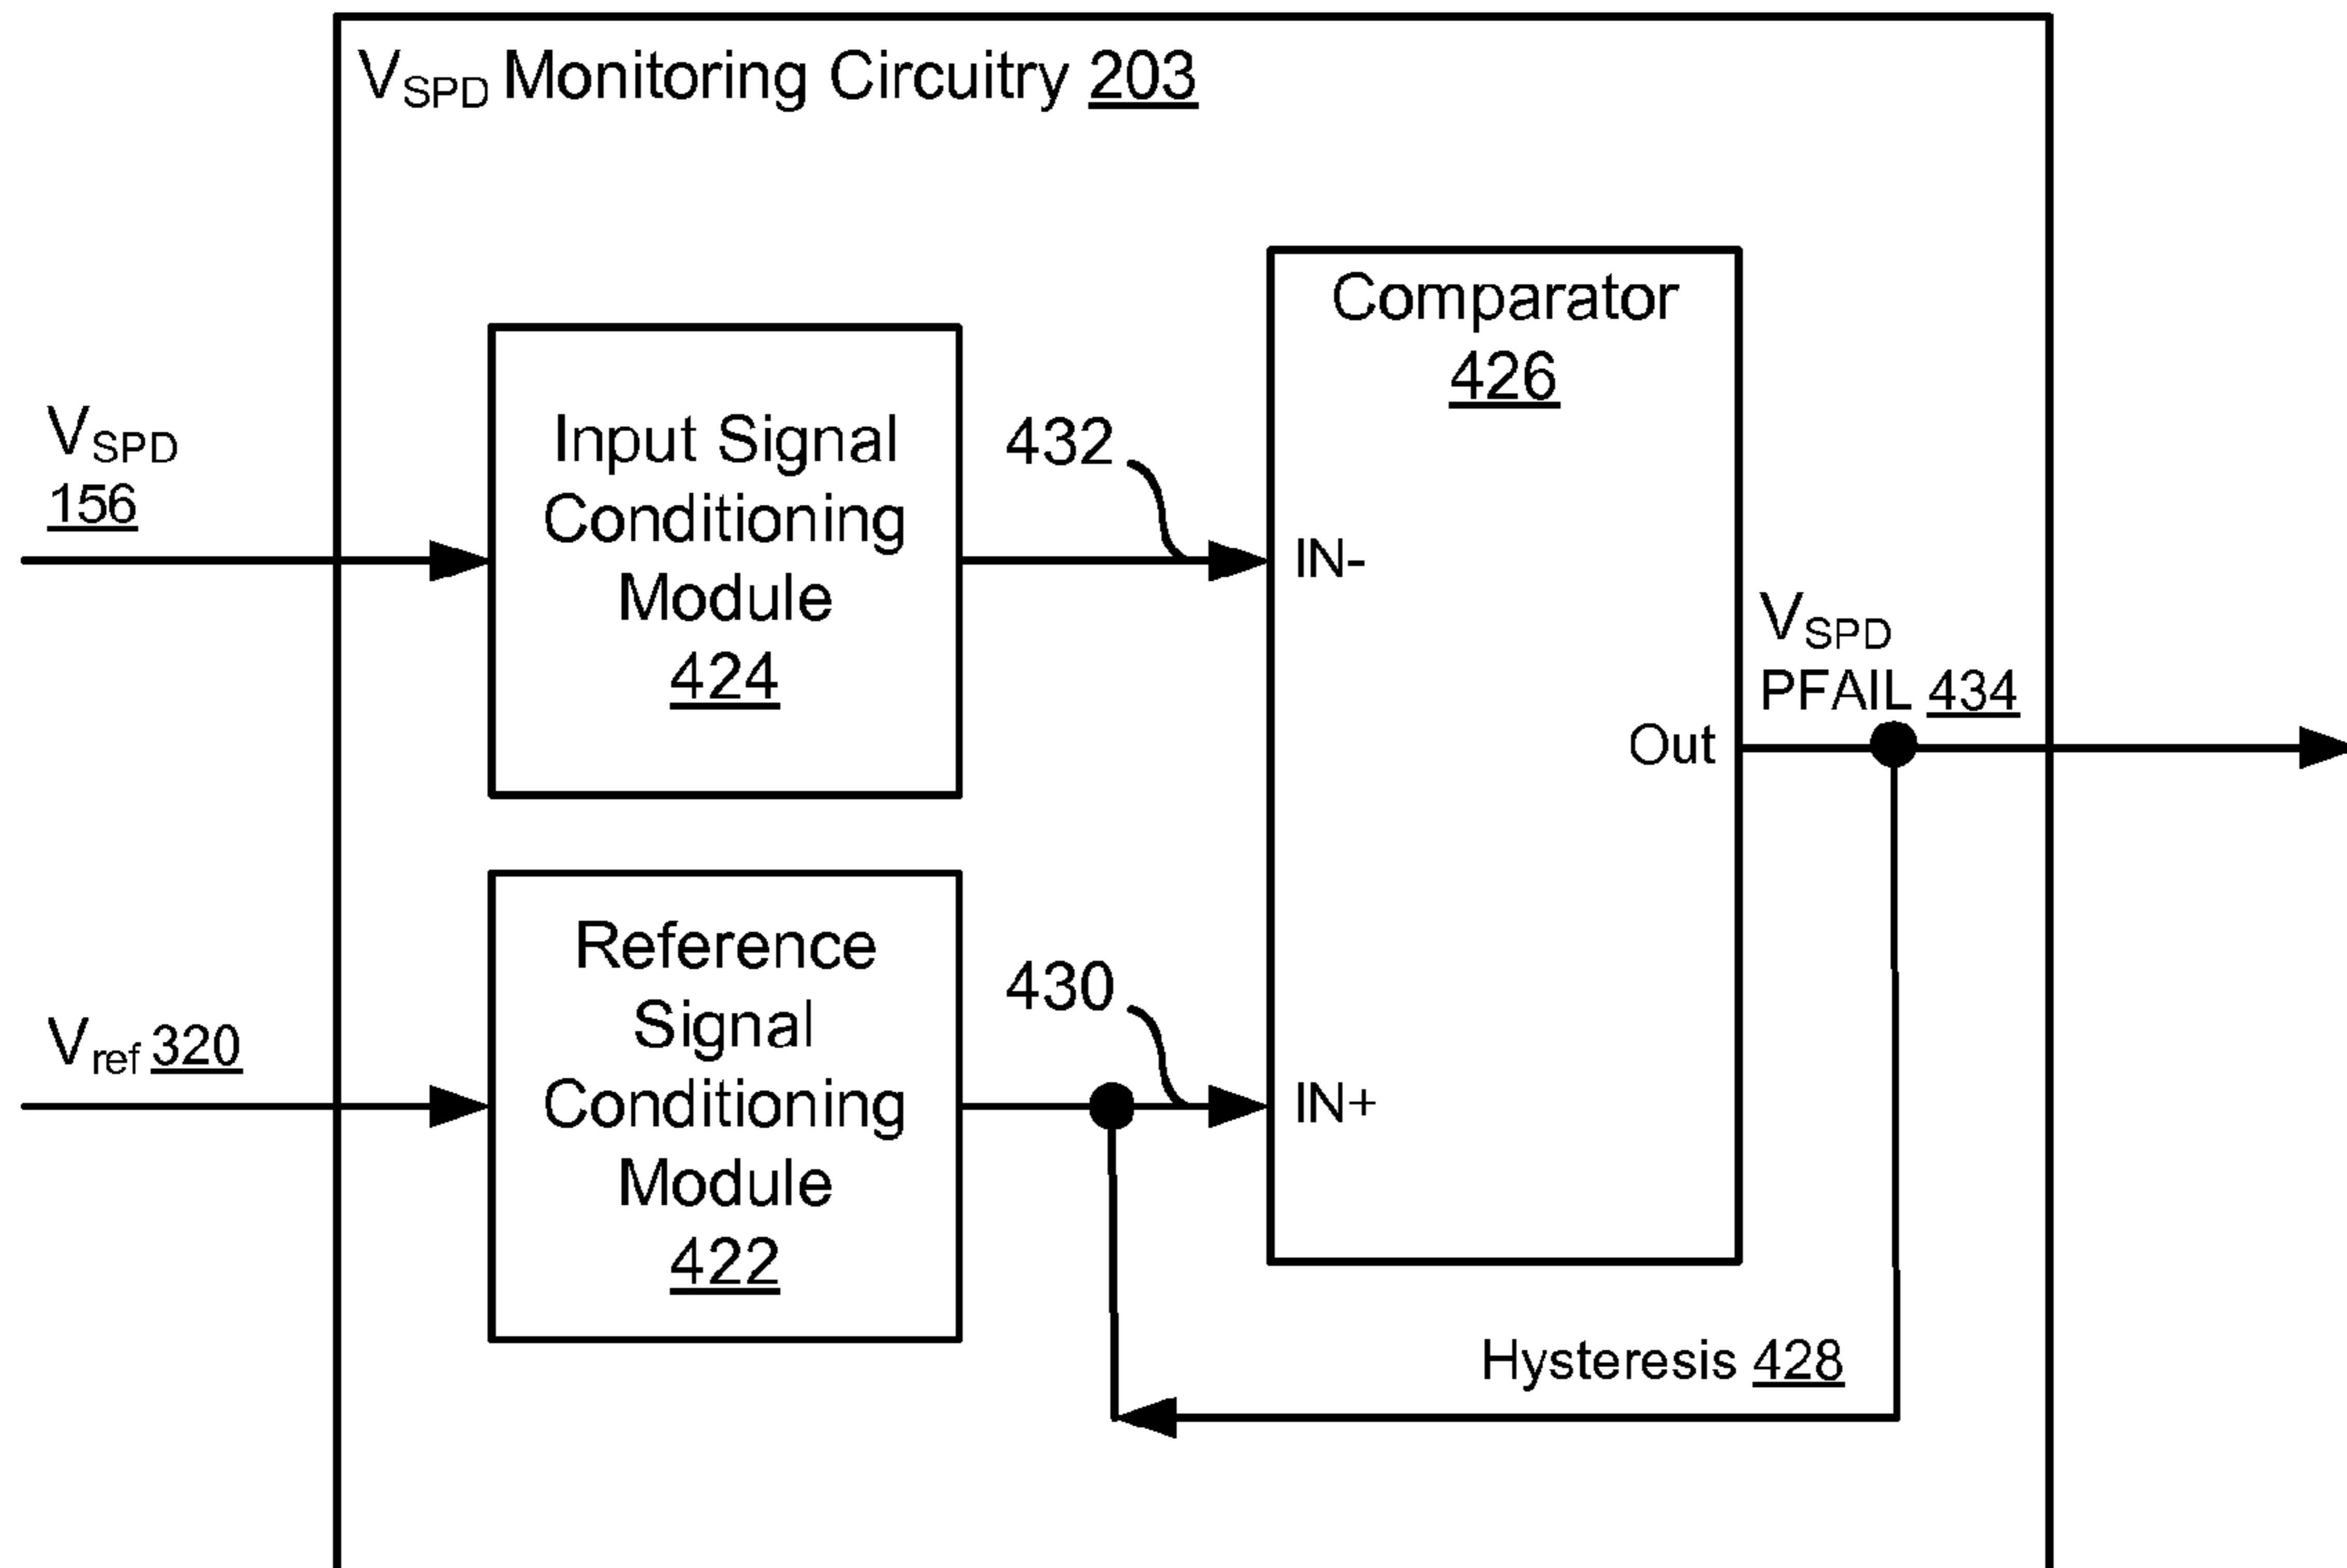 VSPD Monitoring Circuitry 203
VSPD
156
Input Signal
Conditioning
Module
424
432
Comparator
426
IN-
VSPD
PFAIL 434
Out
Vref 320
Reference
Signal
Conditioning
Module
422
430
IN+
Hysteresis 428